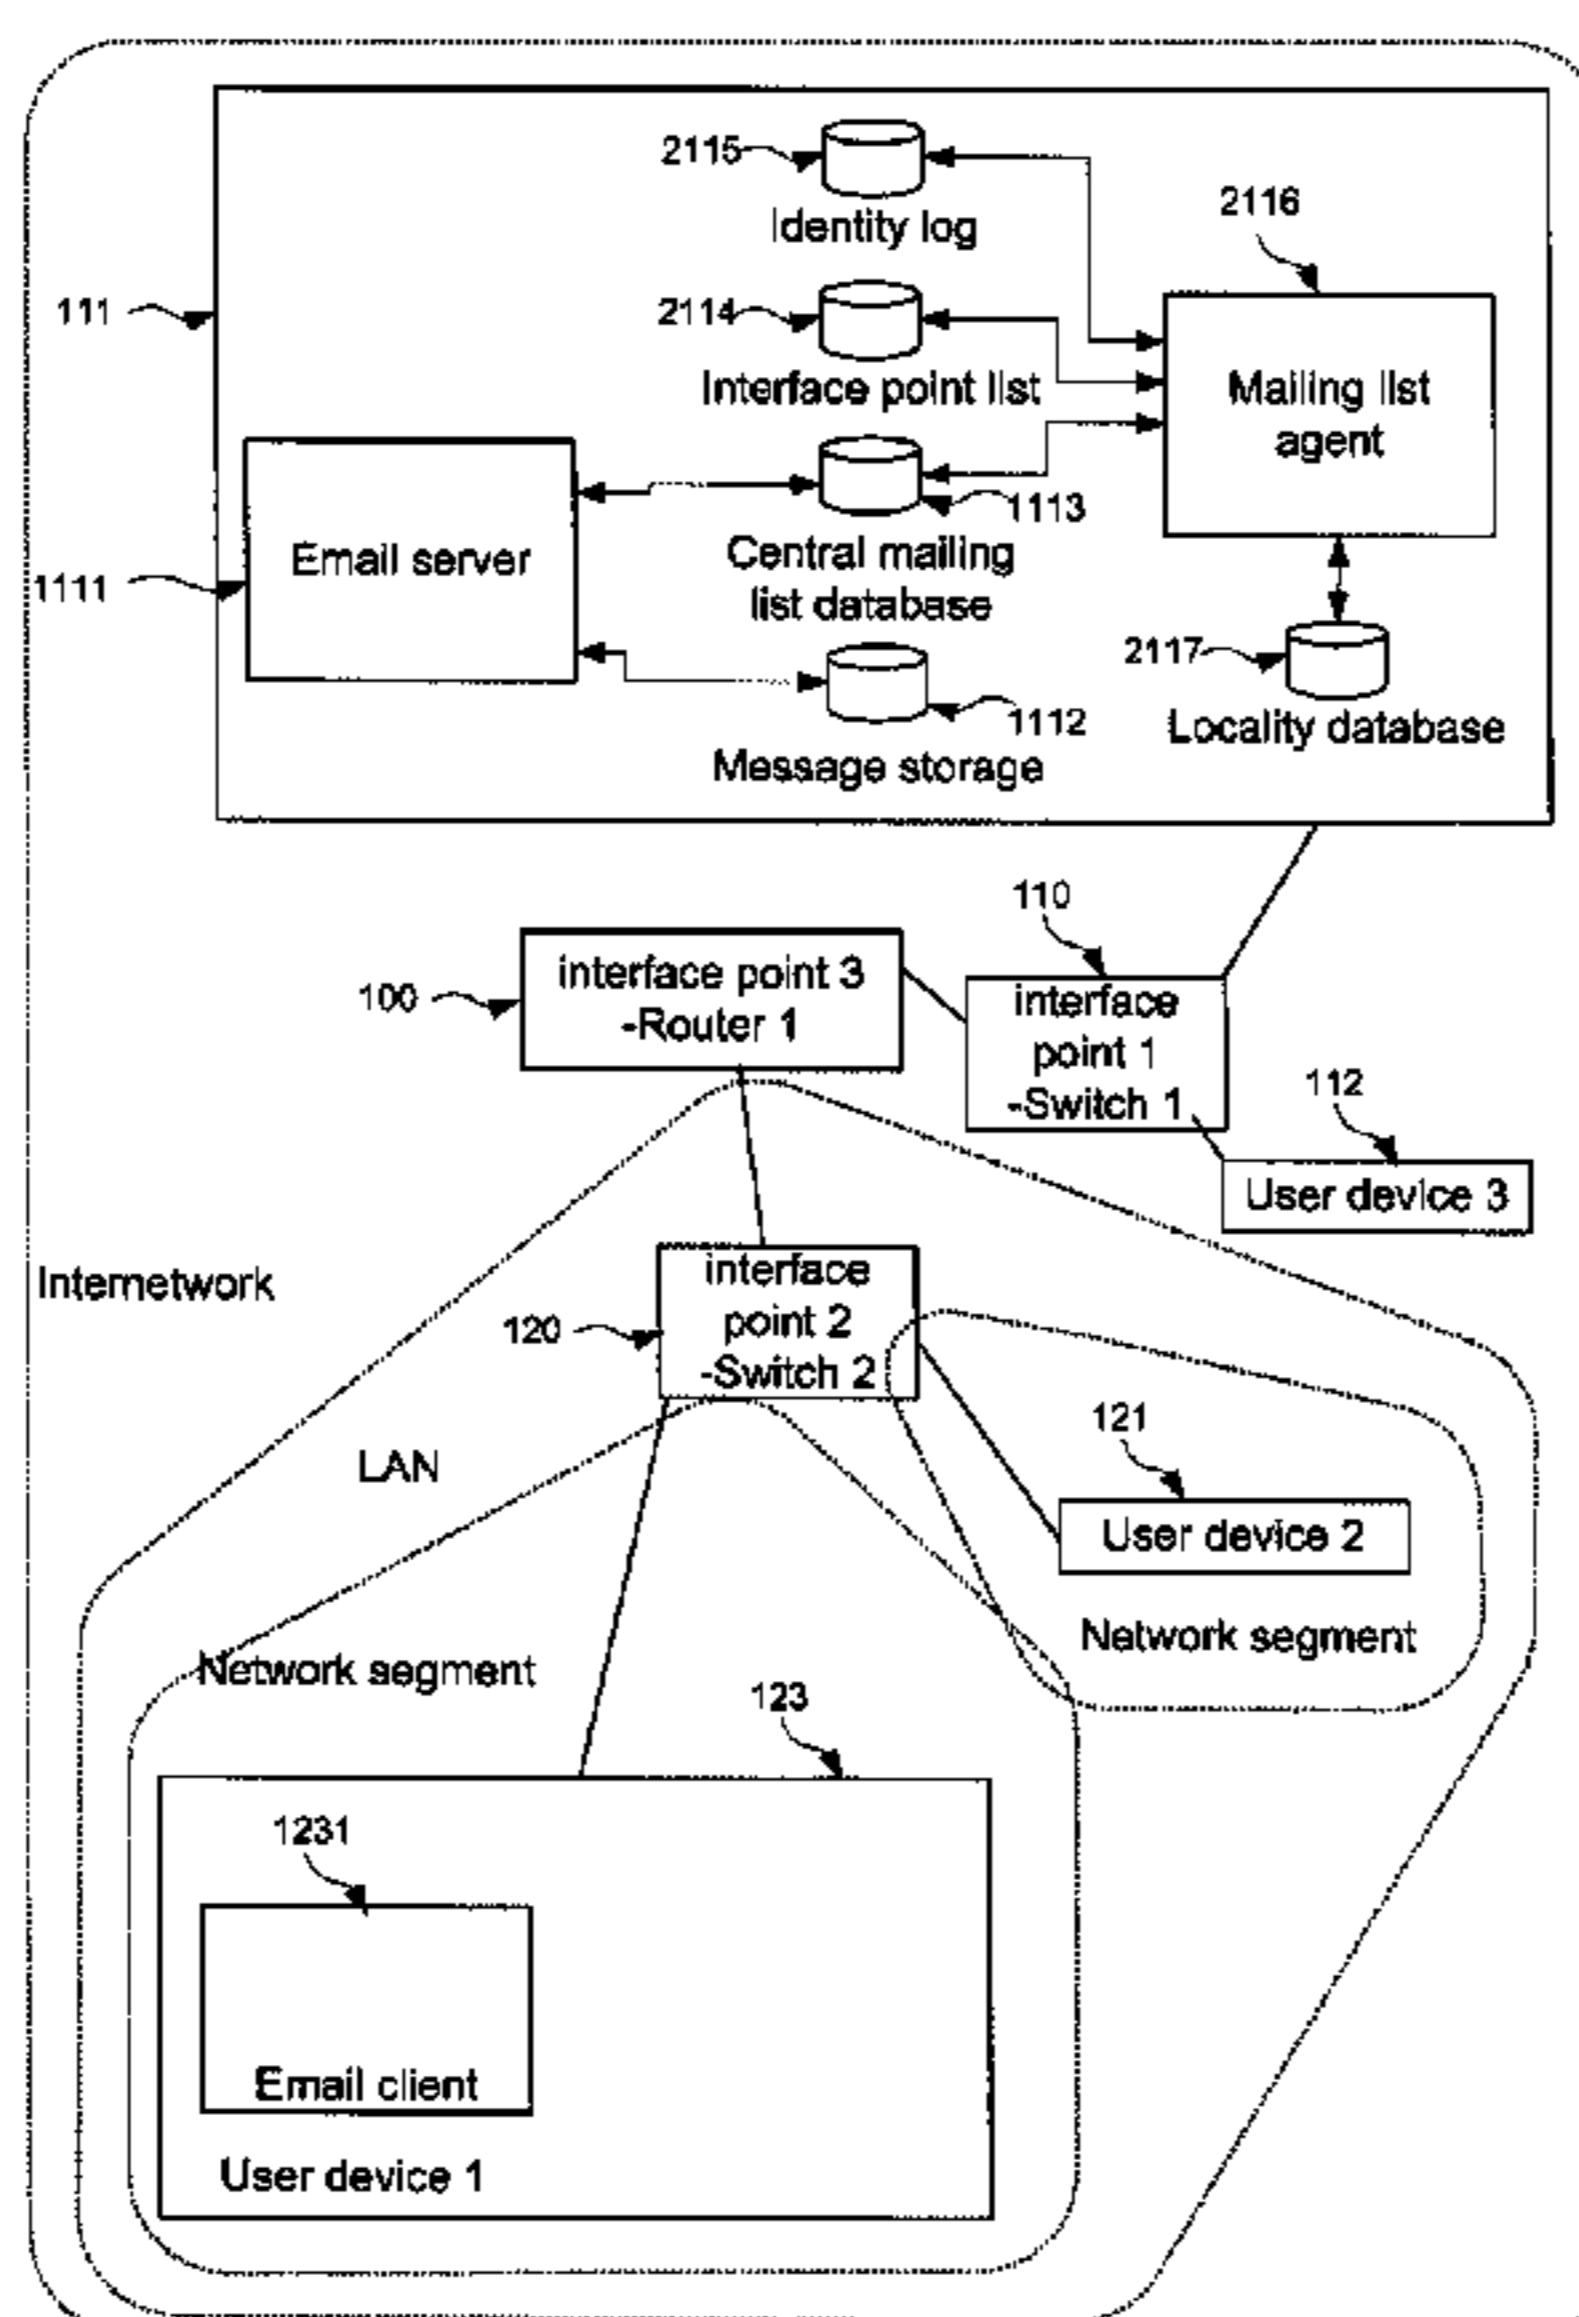 2115
Identity log
2116
111
2114
Interface point list
Mailing list
agent
1113
Email server
Central mailing
list database
1111
2117
1112
Locality database
Message storage
110
interface point 3
-Router 1
100
interface
point 1
-Switch 1
112
User device 3
Internetwork
interface
point 2
-Switch 2
120
121
LAN
User device 2
Network segment
Network segment
123
1231
Email client
User device 1